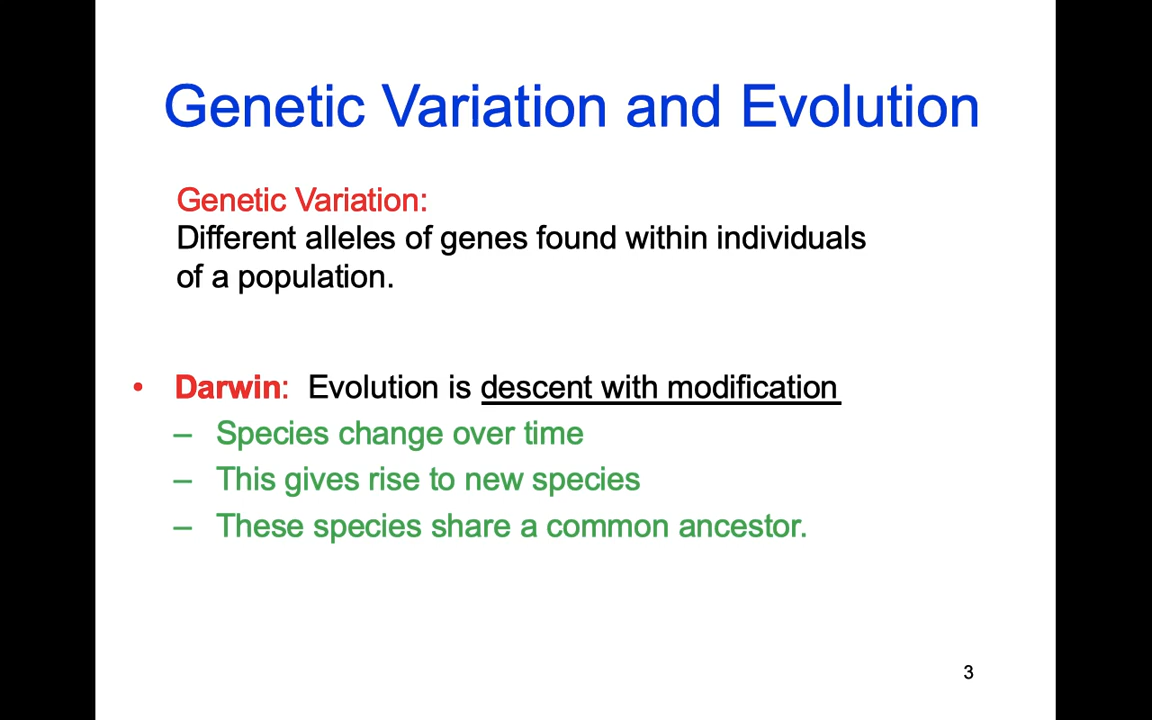 Genetic Variation and Evolution
Genetic Variation:
Different alleles of genes found within individuals
of a population.
• Darwin: Evolution is descent with modification
– Species change over time
– This gives rise to new species
– These species share a common ancestor.
3